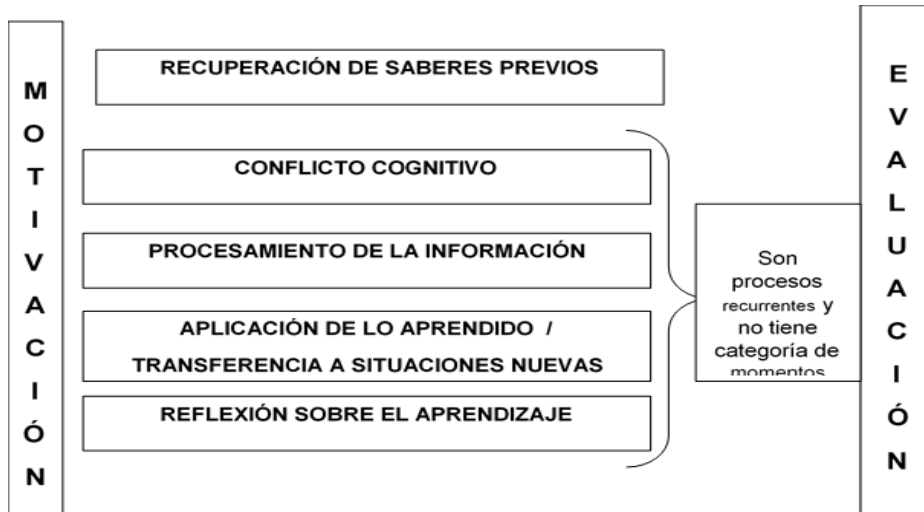 MOTIVACIÓN
RECUPERACIÓN DE SABERES PREVIOS
CONFLICTO COGNITIVO
PROCESAMIENTO DE LA INFORMACIÓN
APLICACIÓN DE LO APRENDIDO /
TRANSFERENCIA A SITUACIONES NUEVAS
REFLEXIÓN SOBRE EL APRENDIZAJE
Son
procesos
recurrentes y
no tiene
categoría de
momentos
EVALUACIÓN